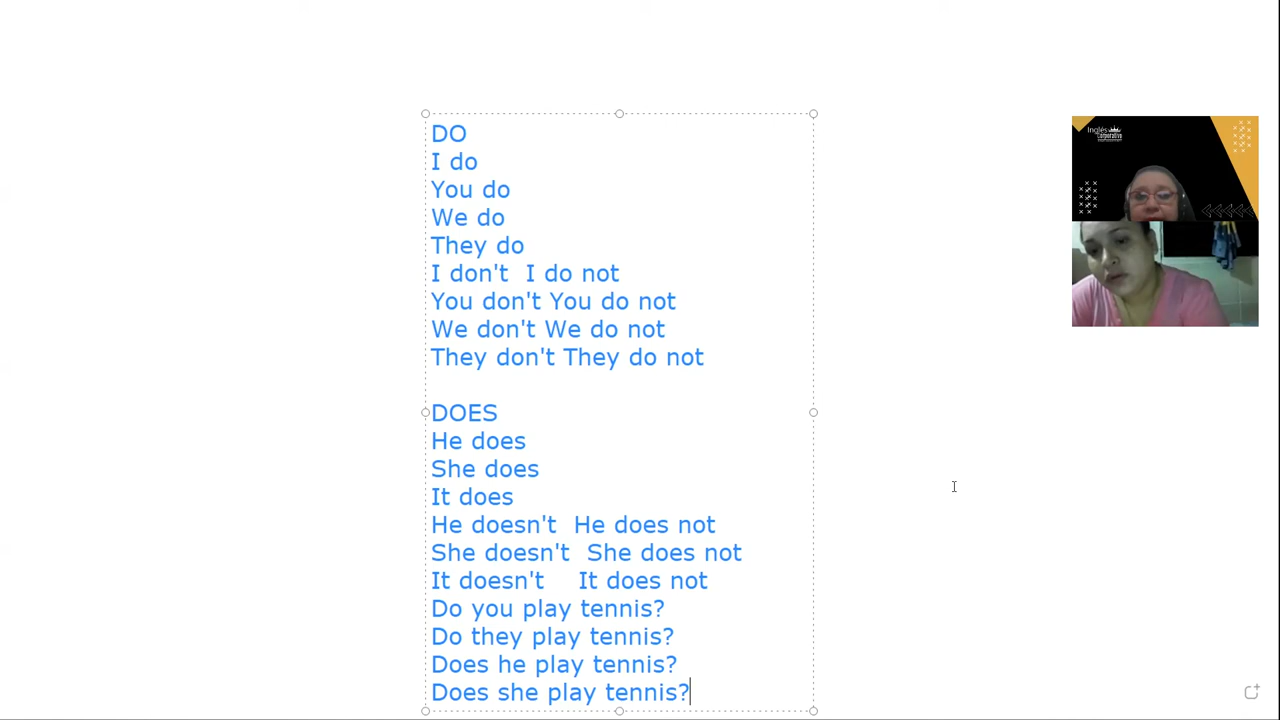 DO
I do
You do
We do
They do
I don't  I do not
You don't You do not
We don't We do not
They don't They do not
DOES
He does
She does
It does
He doesn't  He does not
She doesn't  She does not
It doesn't    It does not
Do you play tennis?
Do they play tennis?
Does he play tennis?
Does she play tennis?
Inglés
Corporativo